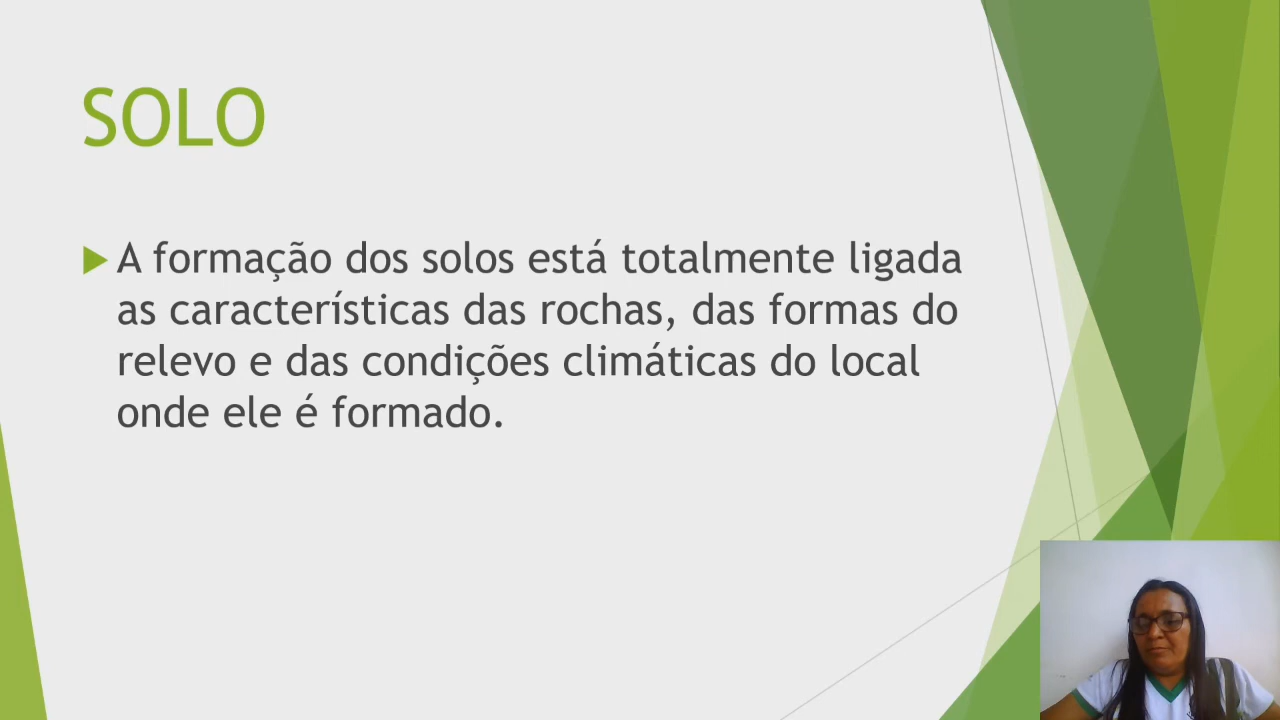 SOLO
A formação dos solos está totalmente ligada
as características das rochas, das formas do
relevo e das condições climáticas do local
onde ele é formado.